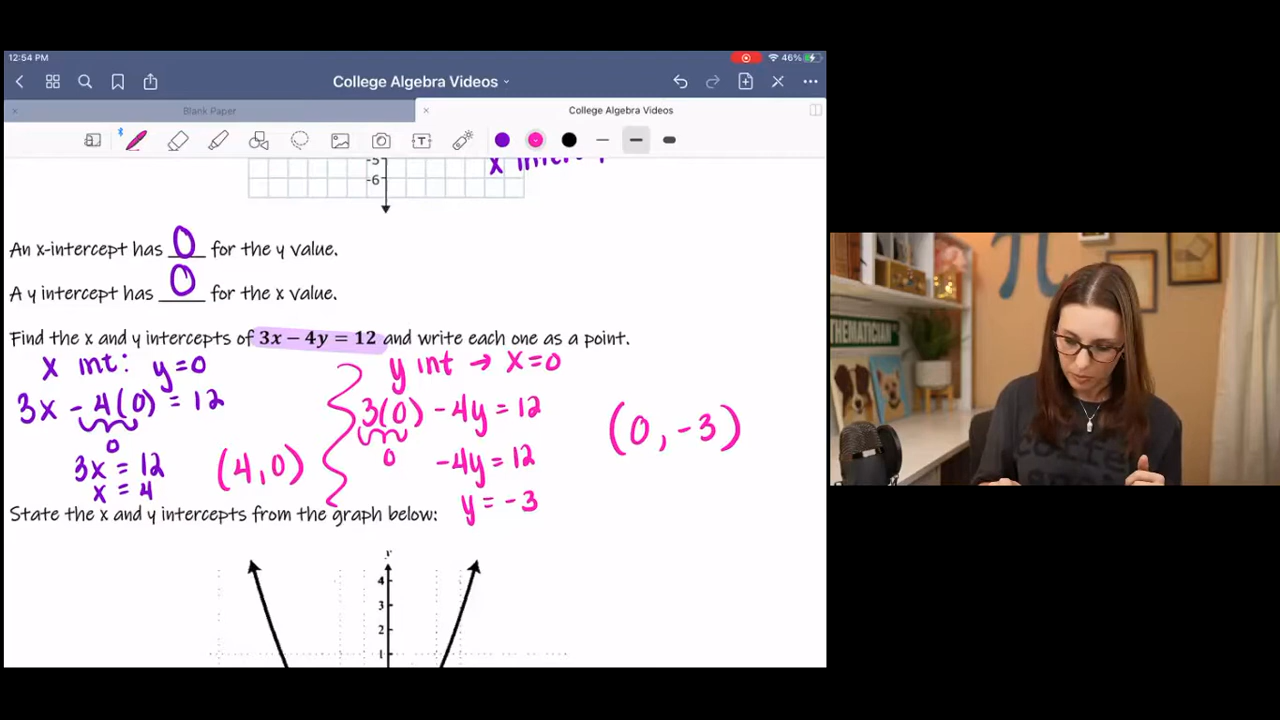 12:54 PM
46%
College Algebra Videos
Blank Paper
College Algebra Videos
-5
-6
An x-intercept has 0 for the y value.
A y intercept has 0 for the x value.
Find the x and y intercepts of 3x − 4y = 12 and write each one as a point.
x int: y=0
3x - 4(0) = 12
0
3x = 12
x = 4
(4,0)
y int → x=0
3(0) - 4y = 12
0
-4y = 12
y = -3
(0, -3)
State the x and y intercepts from the graph below:
y
4
3
2
1
MATHEMATICIAN